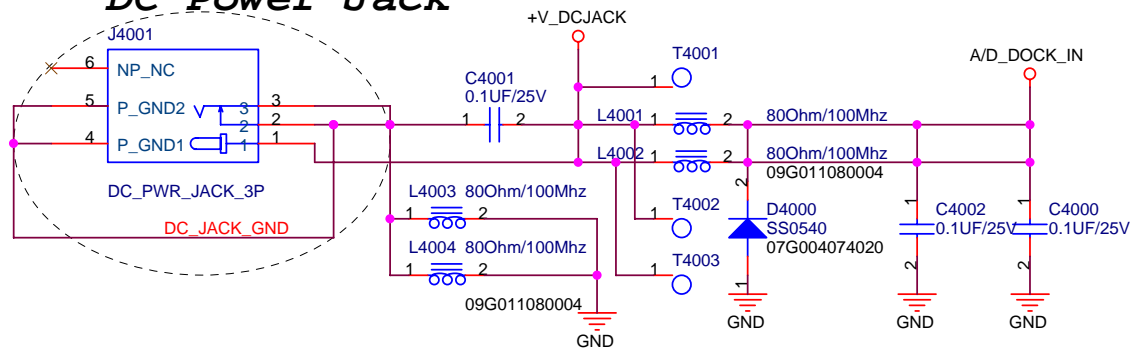 DC Power Jack
+V_DCJACK
J4001
T4001
A/D_DOCK_IN
6
NP_NC
C4001
0.1UF/25V
1
5
P_GND2
3
3
1
2
L4001
1
2
80Ohm/100Mhz
2
2
4
P_GND1
1
1
L4002
1
2
80Ohm/100Mhz
09G011080004
DC_PWR_JACK_3P
L4003
80Ohm/100Mhz
2
1
2
T4002
D4000
1
C4002
1
C4000
DC_JACK_GND
1
SS0540
0.1UF/25V
0.1UF/25V
L4004
80Ohm/100Mhz
07G004074020
1
2
1
T4003
2
2
09G011080004
1
GND
GND
GND
GND